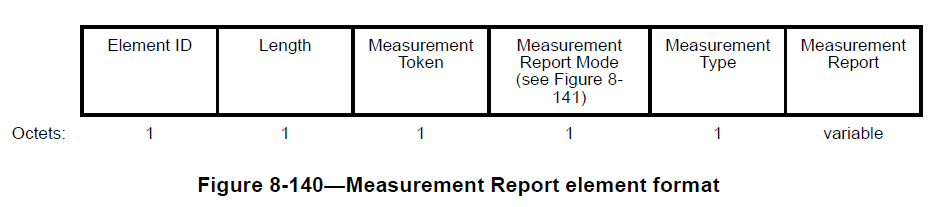 Element ID
Length
Measurement
Token
Measurement
Report Mode
(see Figure 8-
141)
Measurement
Type
Measurement
Report
Octets: 1 1 1 1 1 variable
Figure 8-140—Measurement Report element format